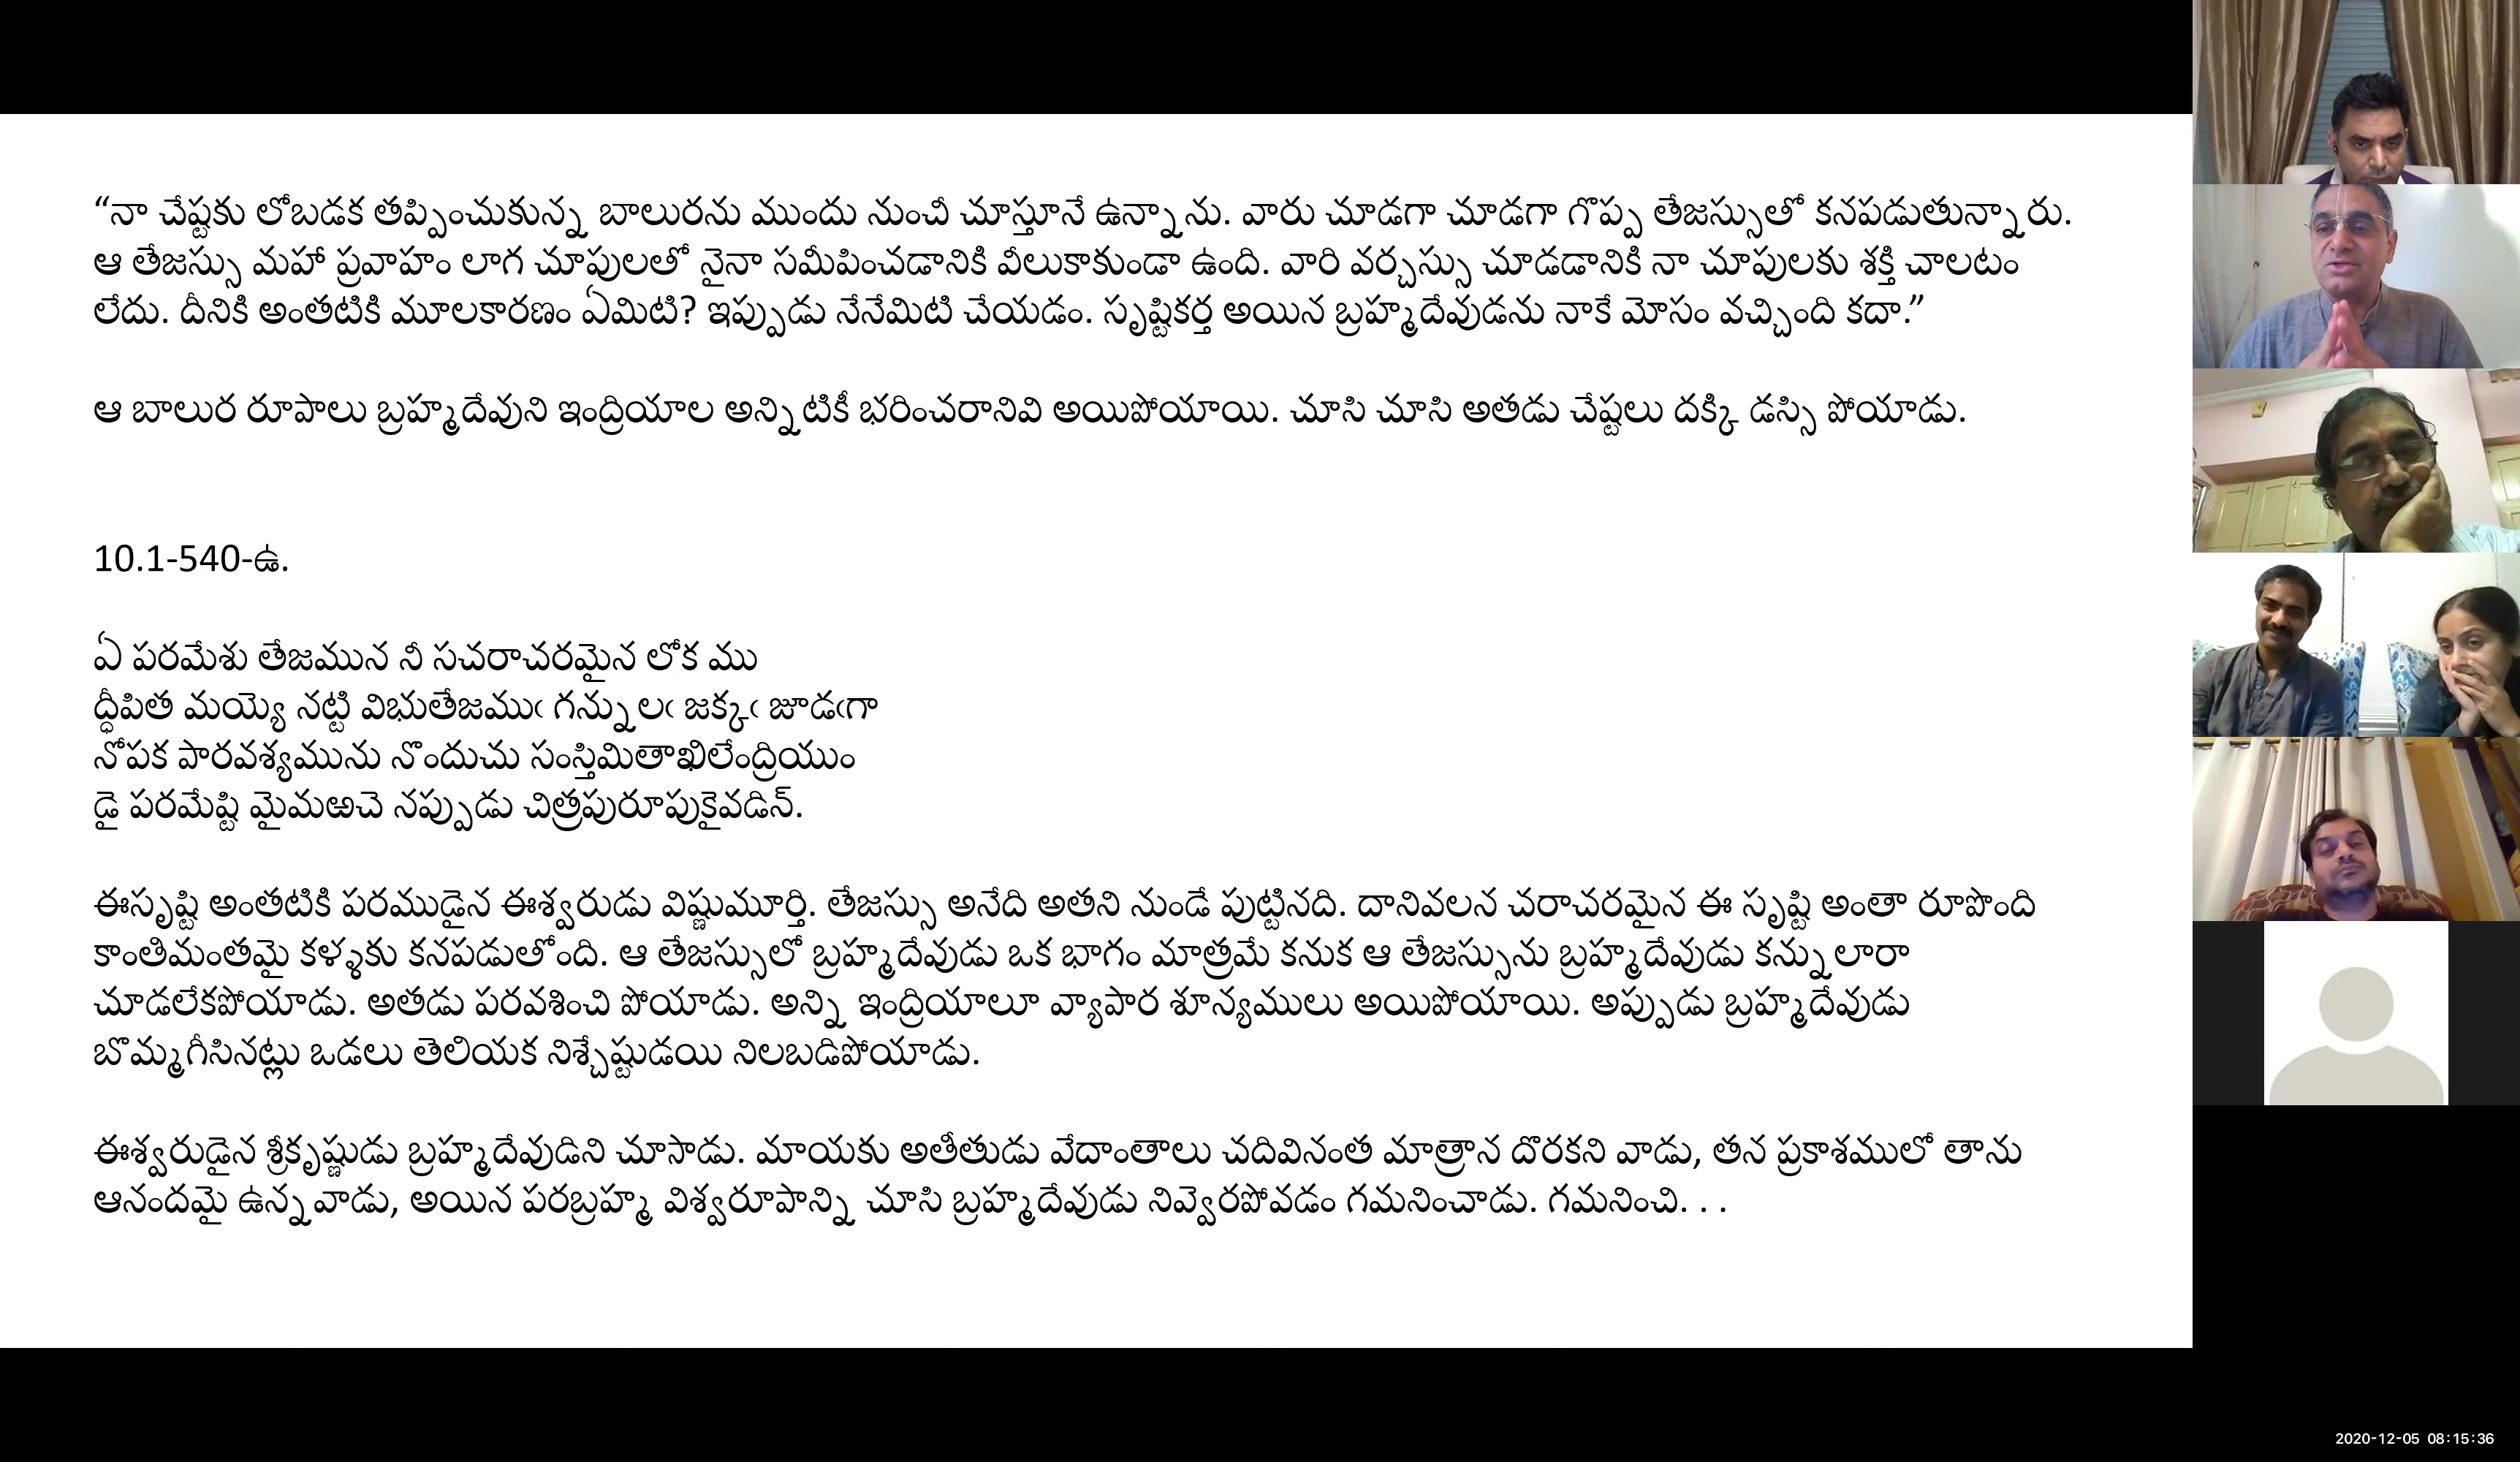 “నా చేష్టకు లోబడక తప్పించుకున్న బాలురను ముందు నుంచీ చూస్తూనే ఉన్నాను. వారు చూడగా చూడగా గొప్ప తేజస్సుతో కనపడుతున్నారు.
ఆ తేజస్సు మహా ప్రవాహం లాగ చూపులతో నైనా సమీపించడానికి వీలుకాకుండా ఉంది. వారి వర్చస్సు చూడడానికి నా చూపులకు శక్తి చాలటం
లేదు. దీనికి అంతటికి మూలకారణం ఏమిటి? ఇప్పుడు నేనేమిటి చేయడం. సృష్టికర్త అయిన బ్రహ్మదేవుడను నాకే మోసం వచ్చింది కదా.”
ఆ బాలుర రూపాలు బ్రహ్మదేవుని ఇంద్రియాల అన్నిటికీ భరించరానివి అయిపోయాయి. చూసి చూసి అతడు చేష్టలు దక్కి డస్సి పోయాడు.
10.1-540-ఉ.
ఏ పరమేశు తేజమున నీ సచరాచరమైన లోక ము
ద్దీపిత మయ్యె నట్టి విభుతేజముఁ గన్నులఁ జక్కఁ జూడఁగా
నోపక పారవశ్యమును నొందుచు సంస్తిమితాఖిలేంద్రియుం
డై పరమేష్టి మైమఱచె నప్పుడు చిత్రపురూపుకైవడిన్.
ఈసృష్టి అంతటికి పరముడైన ఈశ్వరుడు విష్ణుమూర్తి. తేజస్సు అనేది అతని నుండే పుట్టినది. దానివలన చరాచరమైన ఈ సృష్టి అంతా రూపొంది
కాంతిమంతమై కళ్ళకు కనపడుతోంది. ఆ తేజస్సులో బ్రహ్మదేవుడు ఒక భాగం మాత్రమే కనుక ఆ తేజస్సును బ్రహ్మదేవుడు కన్నులారా
చూడలేకపోయాడు. అతడు పరవశించి పోయాడు. అన్ని ఇంద్రియాలూ వ్యాపార శూన్యములు అయిపోయాయి. అప్పుడు బ్రహ్మదేవుడు
బొమ్మగీసినట్లు ఒడలు తెలియక నిశ్చేష్టుడయి నిలబడిపోయాడు.
ఈశ్వరుడైన శ్రీకృష్ణుడు బ్రహ్మదేవుడిని చూసాడు. మాయకు అతీతుడు వేదాంతాలు చదివినంత మాత్రాన దొరకని వాడు, తన ప్రకాశములో తాను
ఆనందమై ఉన్నవాడు, అయిన పరబ్రహ్మ విశ్వరూపాన్ని చూసి బ్రహ్మదేవుడు నివ్వెరపోవడం గమనించాడు. గమనించి. . .
2020-12-05 08:15:36